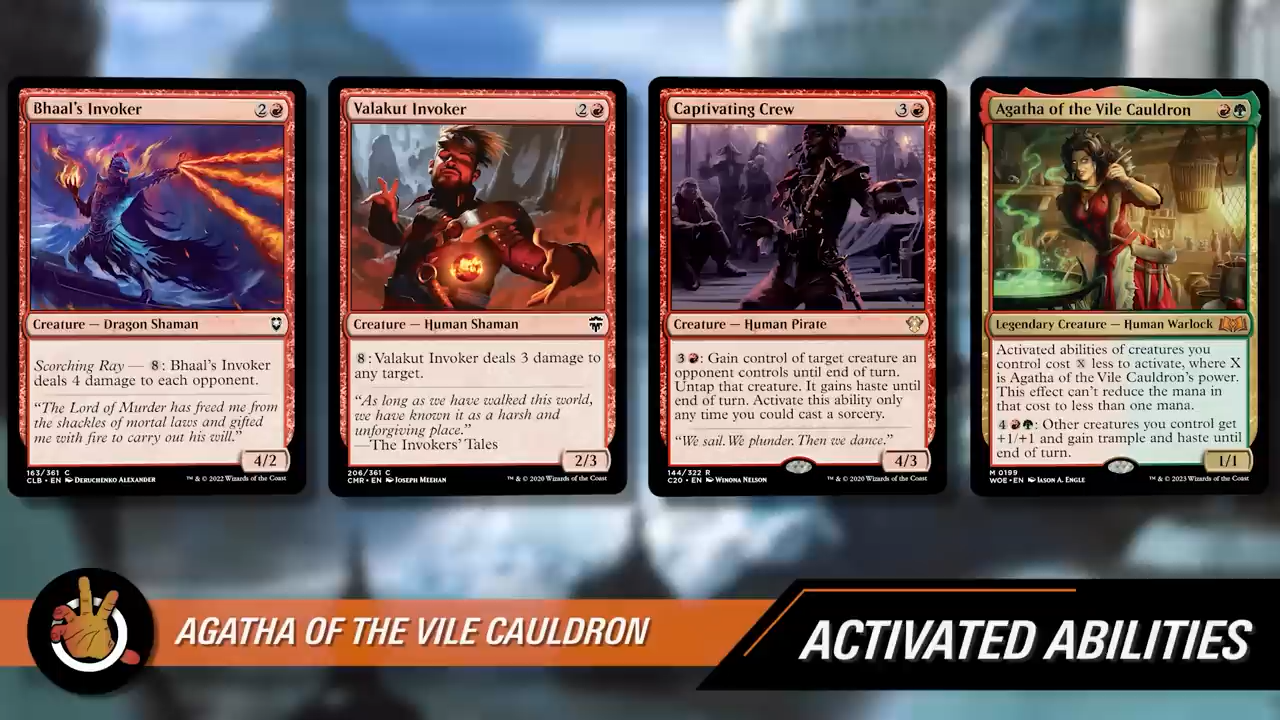 Bhaal's Invoker 2
Creature — Dragon Shaman
Scorching Ray — 8: Bhaal's Invoker
deals 4 damage to each opponent.
“The Lord of Murder has freed me from
the shackles of mortal laws and gifted
me with fire to carry out his will.”
4/2
163/361 C
CLB • EN Deruchenko Alexander
™ & © 2022 Wizards of the Coast
Valakut Invoker 2
Creature — Human Shaman
8: Valakut Invoker deals 3 damage to
any target.
“As long as we have walked this world,
we have known it as a harsh and
unforgiving place.”
—The Invokers' Tales
2/3
206/361 C
CMR • EN Joseph Meehan
™ & © 2020 Wizards of the Coast
Captivating Crew 3
Creature — Human Pirate
3: Gain control of target creature an
opponent controls until end of turn.
Untap that creature. It gains haste until
end of turn. Activate this ability only
any time you could cast a sorcery.
“We sail. We plunder. Then we dance.”
4/3
144/322 R
C20 • EN Winona Nelson
™ & © 2020 Wizards of the Coast
Agatha of the Vile Cauldron
Legendary Creature — Human Warlock
Activated abilities of creatures you
control cost X less to activate, where X
is Agatha of the Vile Cauldron's power.
This effect can't reduce the mana in
that cost to less than one mana.
4: Other creatures you control get
+1/+1 and gain trample and haste until
end of turn.
1/1
M 0199
WOE • EN Jason A. Engle
™ & © 2023 Wizards of the Coast
AGATHA OF THE VILE CAULDRON
ACTIVATED ABILITIES